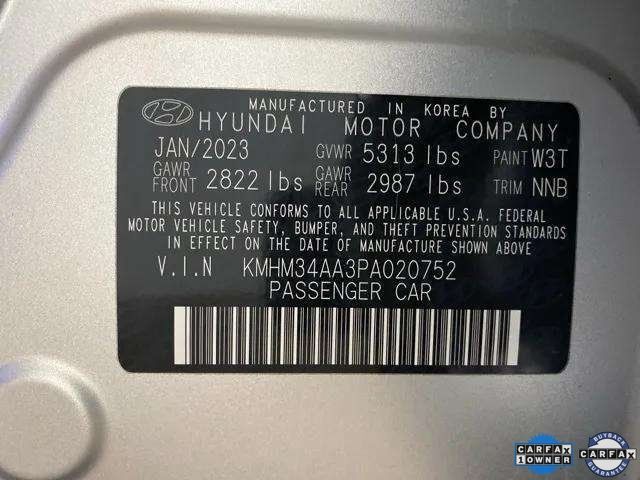 MANUFACTURED IN KOREA BY
HYUNDAI MOTOR COMPANY
JAN/2023 GVWR 5313 lbs PAINT W3T
GAWR FRONT 2822 lbs GAWR REAR 2987 lbs TRIM NNB
THIS VEHICLE CONFORMS TO ALL APPLICABLE U.S.A. FEDERAL
MOTOR VEHICLE SAFETY, BUMPER, AND THEFT PREVENTION STANDARDS
IN EFFECT ON THE DATE OF MANUFACTURE SHOWN ABOVE
V.I.N KMHM34AA3PA020752
PASSENGER CAR
CARFAX
1 OWNER
BUYBACK
CARFAX
GUARANTEE